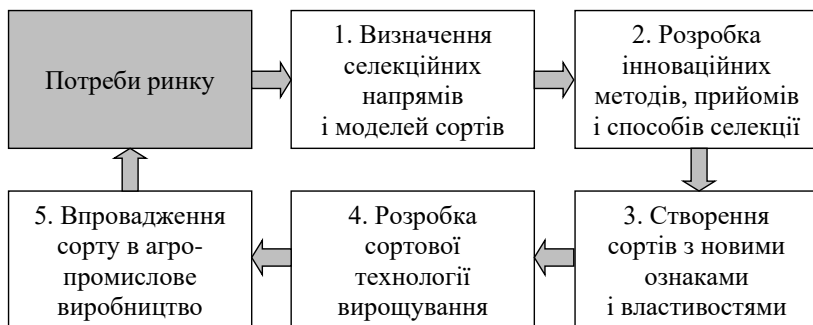 Потреби ринку
1. Визначення
селекційних
напрямів
і моделей сортів
2. Розробка
інноваційних
методів, прийомів
і способів селекції
3. Створення
сортів з новими
ознаками
і властивостями
4. Розробка
сортової
технології
вирощування
5. Впровадження
сорту в агро-
промислове
виробництво